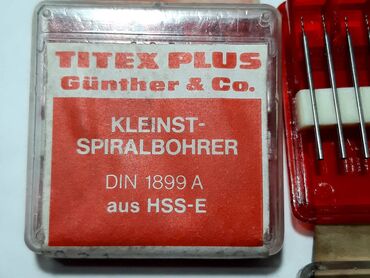 TITEX PLUS
Günther & Co.
KLEINST-
SPIRALBOHRER
DIN 1899 A
aus HSS-E